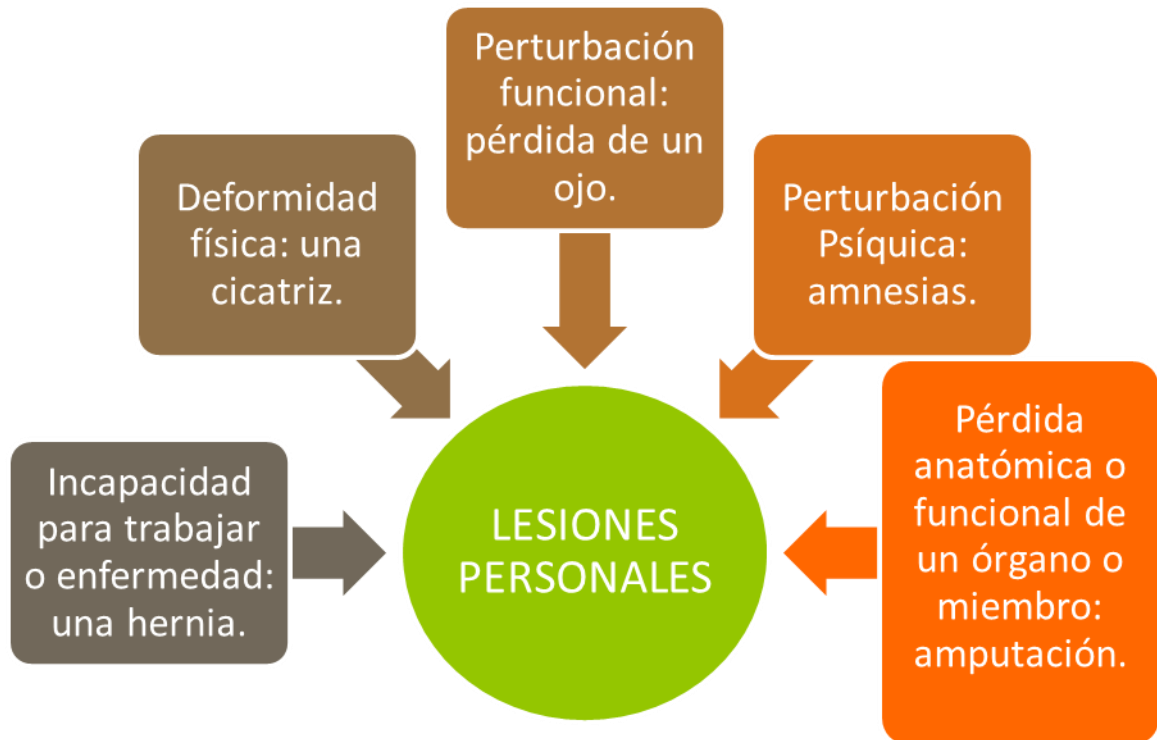 Perturbación
funcional:
pérdida de un
ojo.
Deformidad
física: una
cicatriz.
Perturbación
Psíquica:
amnesias.
Incapacidad
para trabajar
o enfermedad:
una hernia.
LESIONES
PERSONALES
Pérdida
anatómica o
funcional de
un órgano o
miembro:
amputación.